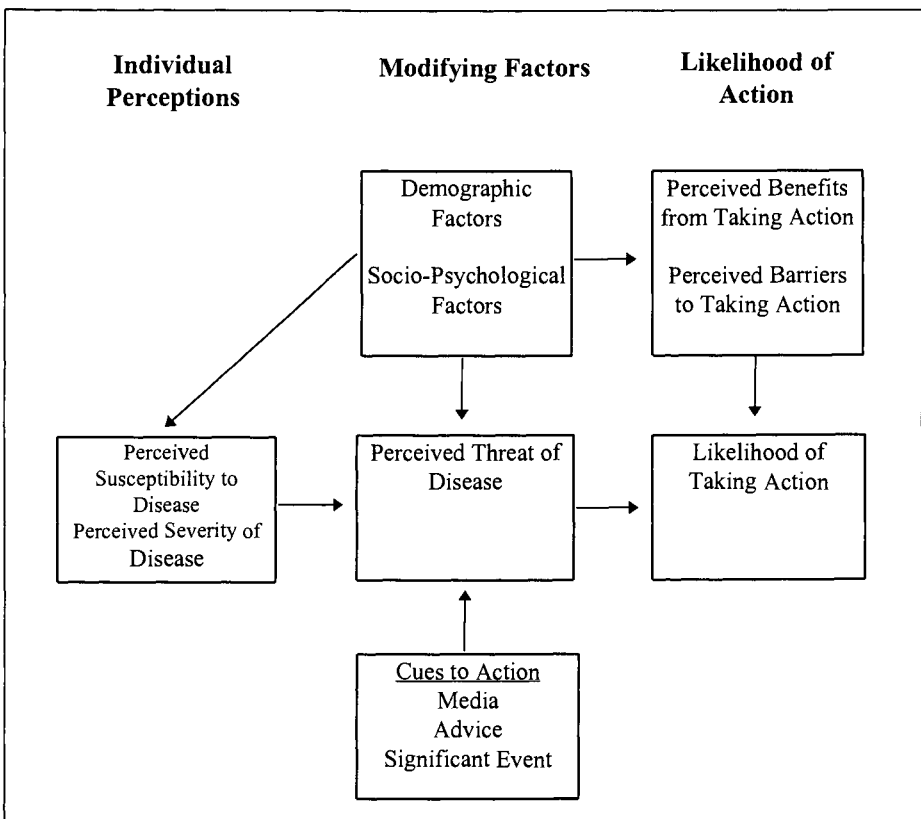 Individual
Perceptions
Modifying Factors
Likelihood of
Action
Demographic
Factors
Socio-Psychological
Factors
Perceived Benefits
from Taking Action
Perceived Barriers
to Taking Action
Perceived
Susceptibility to
Disease
Perceived Severity of
Disease
Perceived Threat of
Disease
Likelihood of
Taking Action
Cues to Action
Media
Advice
Significant Event